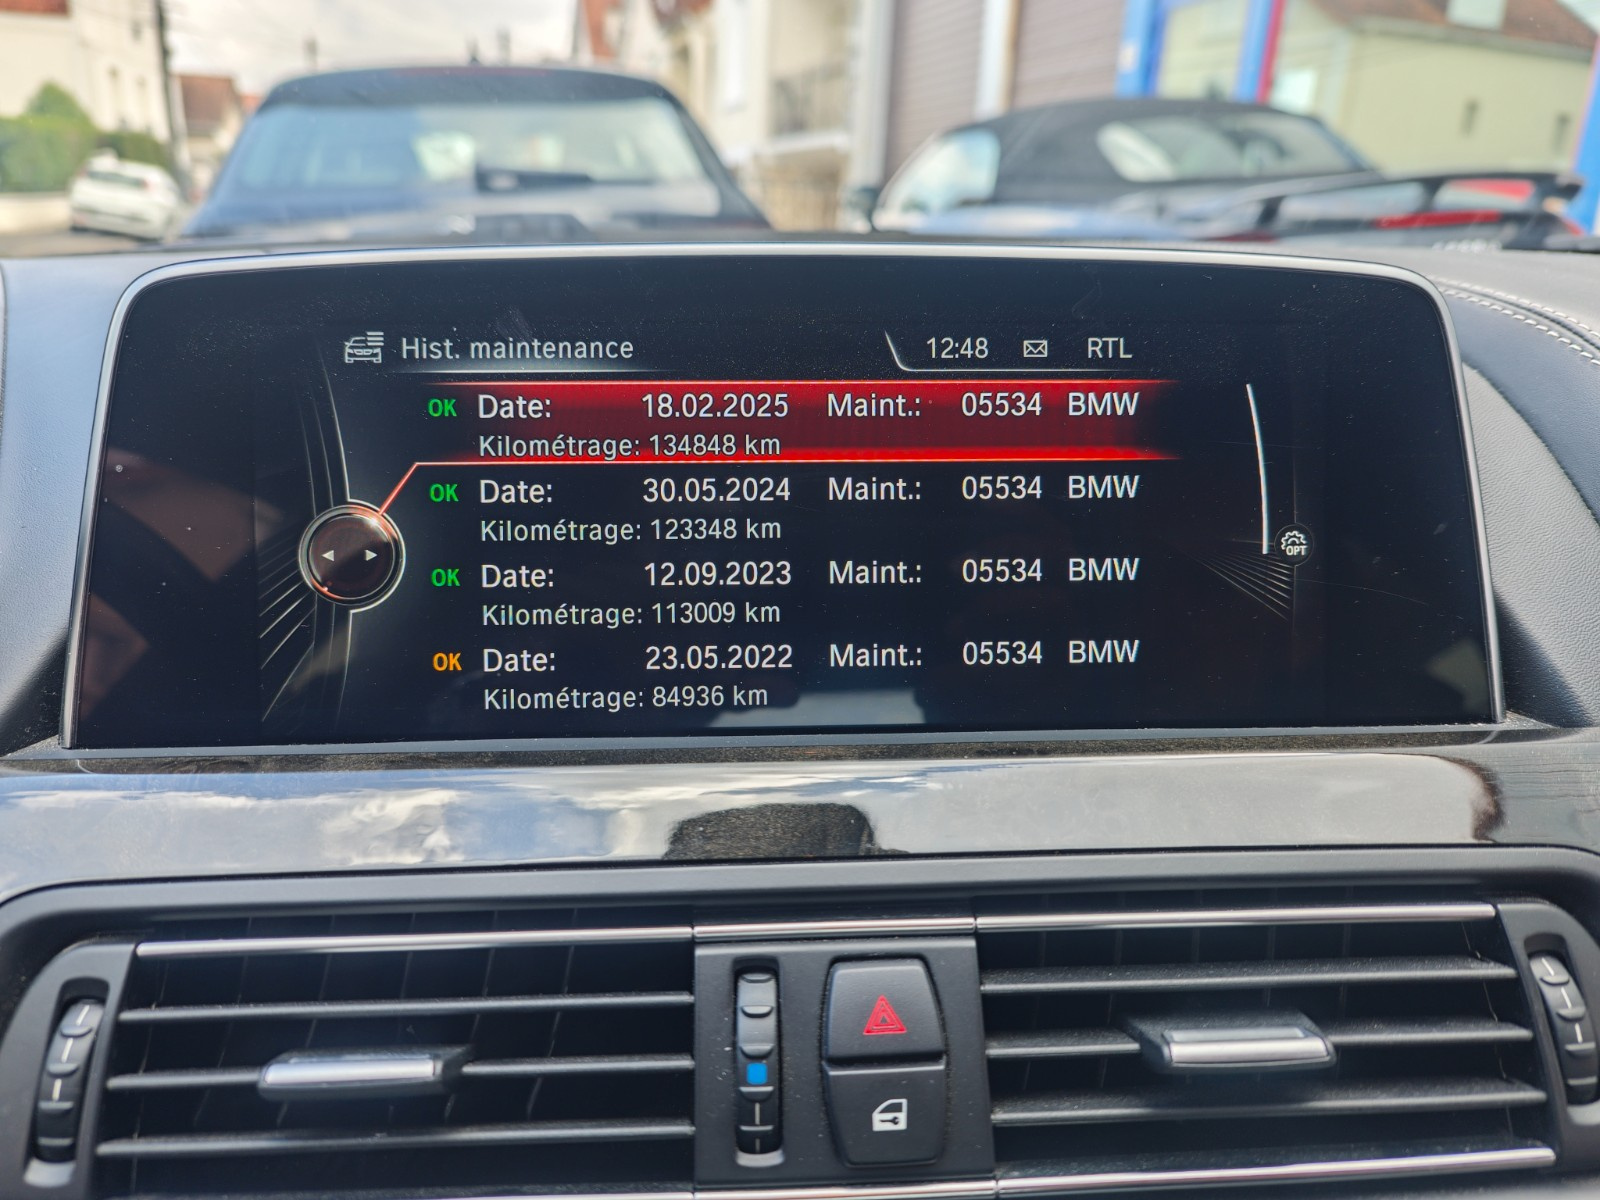 Hist. maintenance 12:48 RTL
OK Date: 18.02.2025 Maint.: 05534 BMW
Kilométrage: 134848 km
OK Date: 30.05.2024 Maint.: 05534 BMW
Kilométrage: 123348 km
OK Date: 12.09.2023 Maint.: 05534 BMW
Kilométrage: 113009 km
OK Date: 23.05.2022 Maint.: 05534 BMW
Kilométrage: 84936 km
OPT